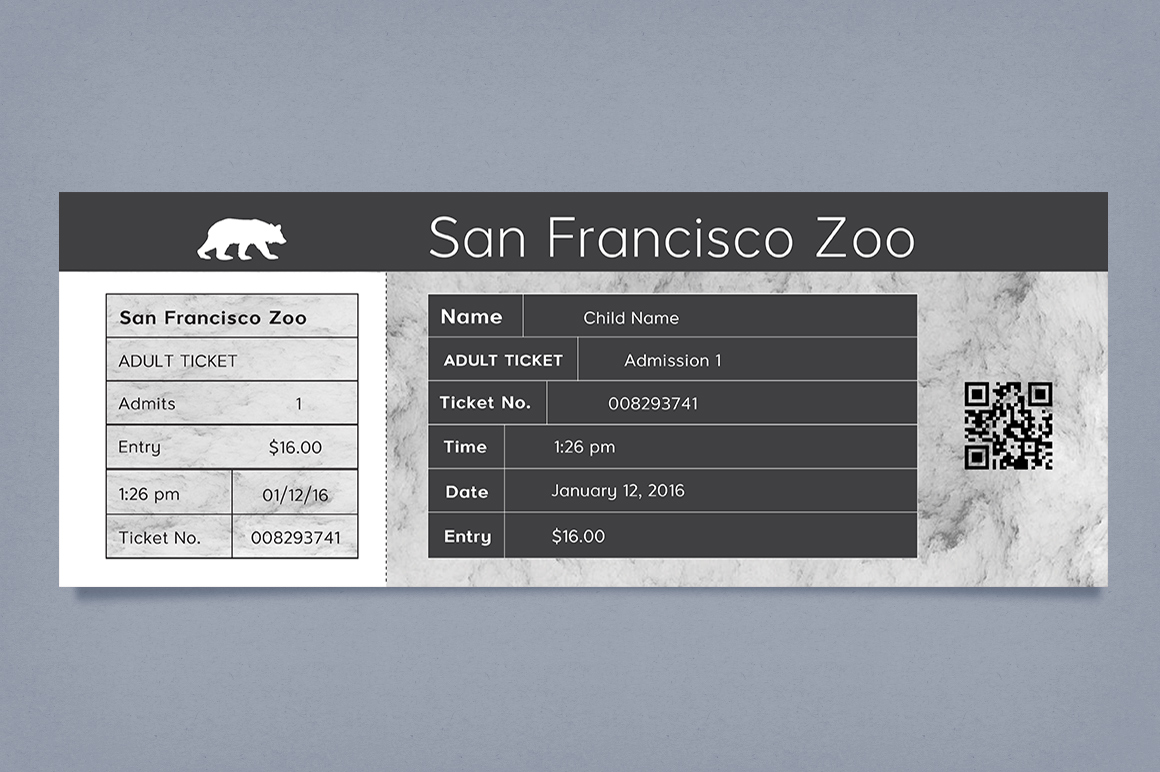 San Francisco Zoo
San Francisco Zoo
ADULT TICKET
Admits 1
Entry $16.00
1:26 pm 01/12/16
Ticket No. 008293741
Name Child Name
ADULT TICKET Admission 1
Ticket No. 008293741
Time 1:26 pm
Date January 12, 2016
Entry $16.00